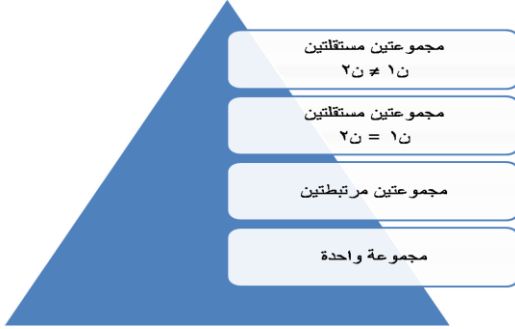 مجموعتين مستقلتين
ن١ ≠ ن٢
مجموعتين مستقلتين
ن١ = ن٢
مجموعتين مرتبطتين
مجموعة واحدة